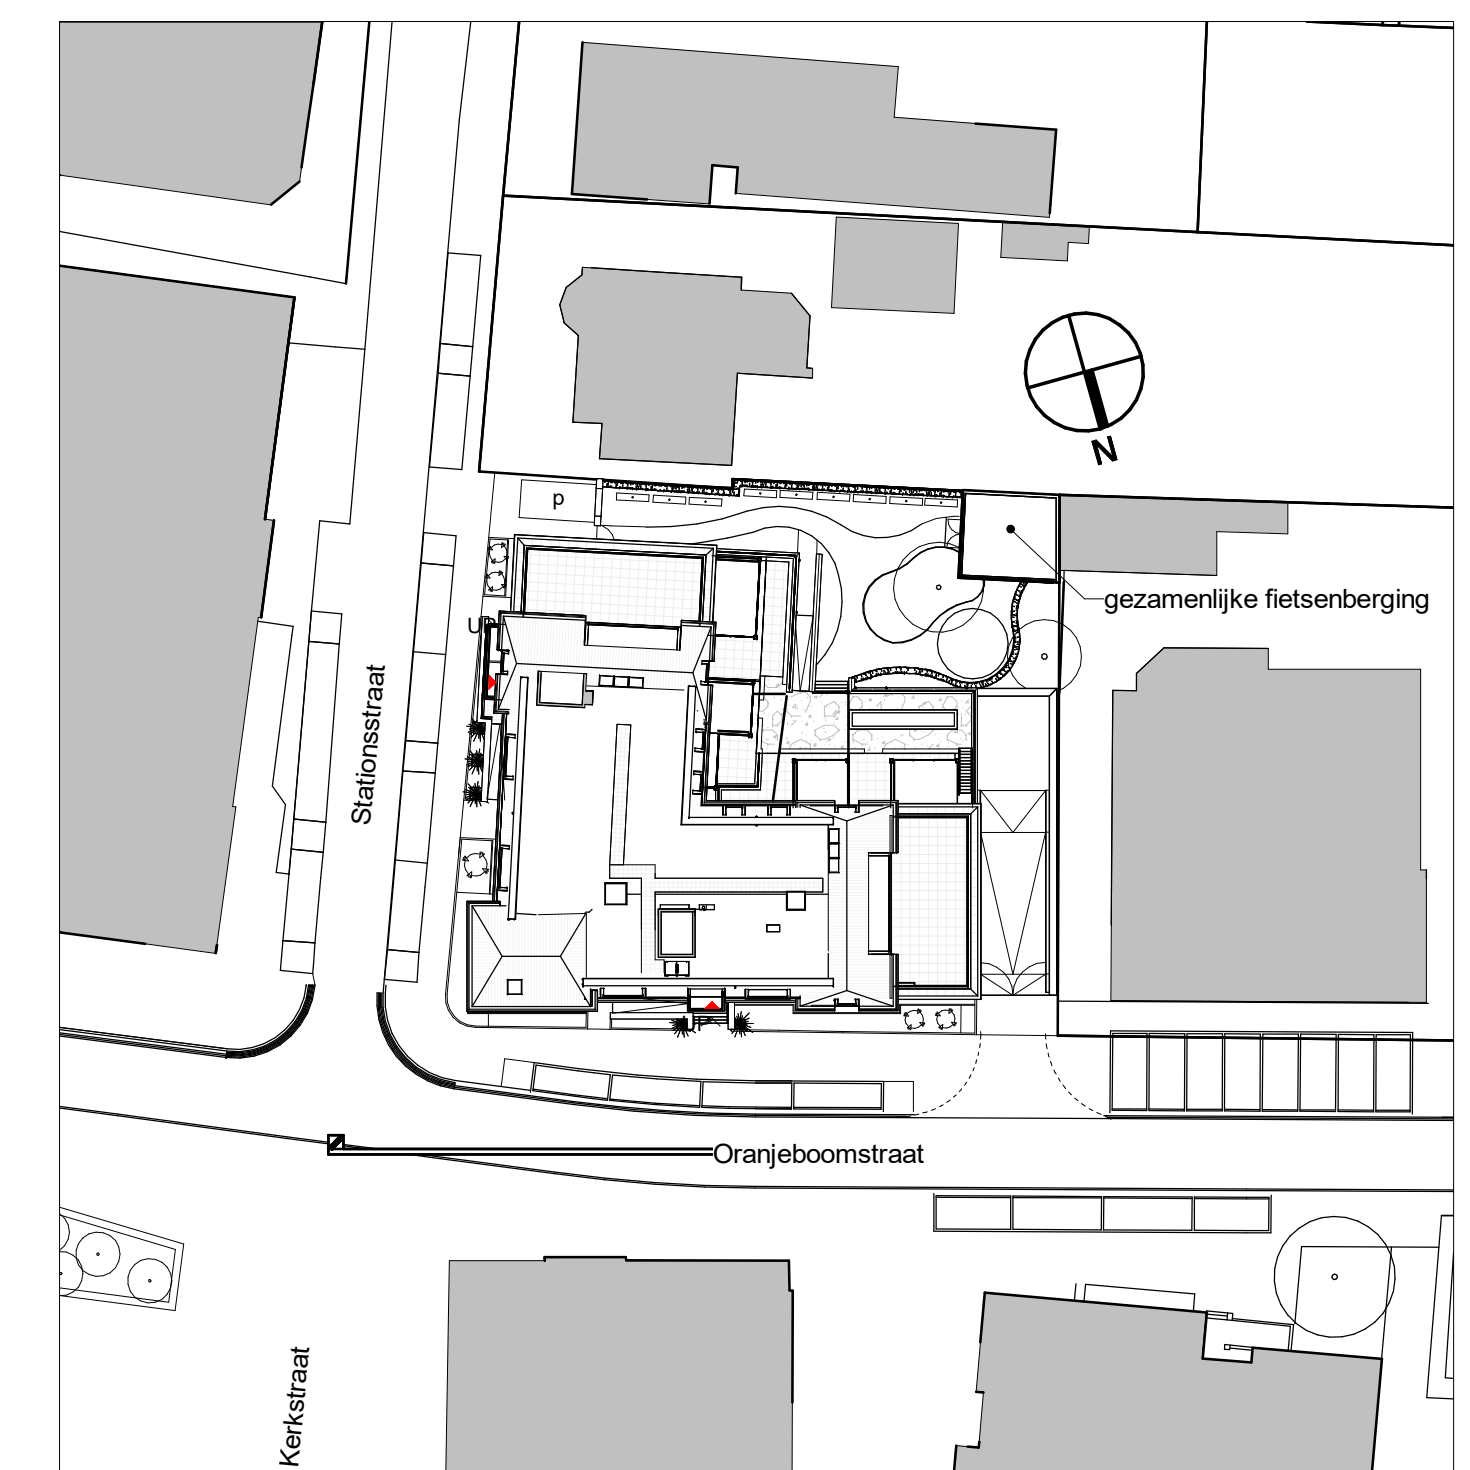 N
p
gezamenlijke fietsenberging
Stationsstraat
Oranjeboomstraat
Kerkstraat